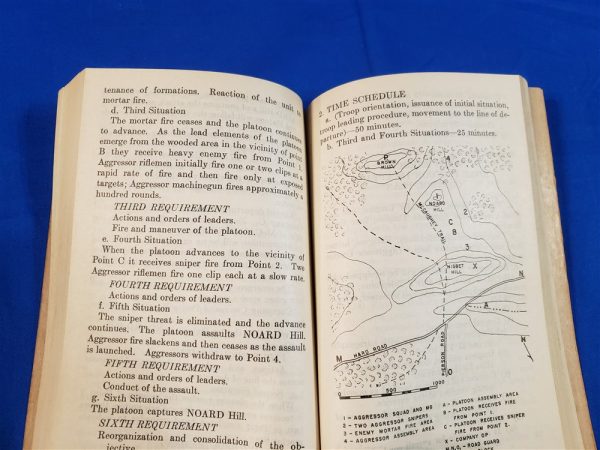 tenance of formations. Reaction of the unit to
mortar fire.
d. Third Situation
The mortar fire ceases and the platoon continues
to advance. As the lead elements of the platoon
emerge from the wooded area in the vicinity of point
B they receive heavy enemy fire from Point 1.
Aggressor riflemen initially fire one or two clips at a
rapid rate of fire and then fire only at exposed
targets; Aggressor machinegun fires approximately a
hundred rounds.
THIRD REQUIREMENT
Actions and orders of leaders.
Fire and maneuver of the platoon.
e. Fourth Situation
When the platoon advances to the vicinity of
Point C it receives sniper fire from Point 2. Two
Aggressor riflemen fire one clip each at a slow rate.
FOURTH REQUIREMENT
Actions and orders of leaders.
f. Fifth Situation
The sniper threat is eliminated and the advance
continues. The platoon assaults NOARD Hill.
Aggressor fire slackens and then ceases as the assault
is launched. Aggressors withdraw to Point 4.
FIFTH REQUIREMENT
Actions and orders of leaders.
Conduct of the assault.
g. Sixth Situation
The platoon captures NOARD Hill.
SIXTH REQUIREMENT
Reorganization and consolidation of the ob-
jective.
2. TIME SCHEDULE
a. (Troop orientation, issuance of initial situation,
troop leading procedure, movement to the line of de-
parture)—50 minutes.
b. Third and Fourth Situations—25 minutes.
P
BROWN
HILL
4
1
NOARD
HILL
2
C
B
3
NISBET
HILL
X
N
A
M
HARD ROAD
PIERSON ROAD
N
O
0 500 1000
1 - AGGRESSOR SQUAD AND MG
2 - TWO AGGRESSOR SNIPERS
3 - ENEMY MORTAR FIRE AREA
4 - AGGRESSOR ASSEMBLY AREA
A - PLATOON ASSEMBLY AREA
B - PLATOON RECEIVES FIRE
FROM POINT 1.
C - PLATOON RECEIVES SNIPER
FIRE FROM POINT 2.
X - COMPANY OP
M,N,O, - ROAD GUARD